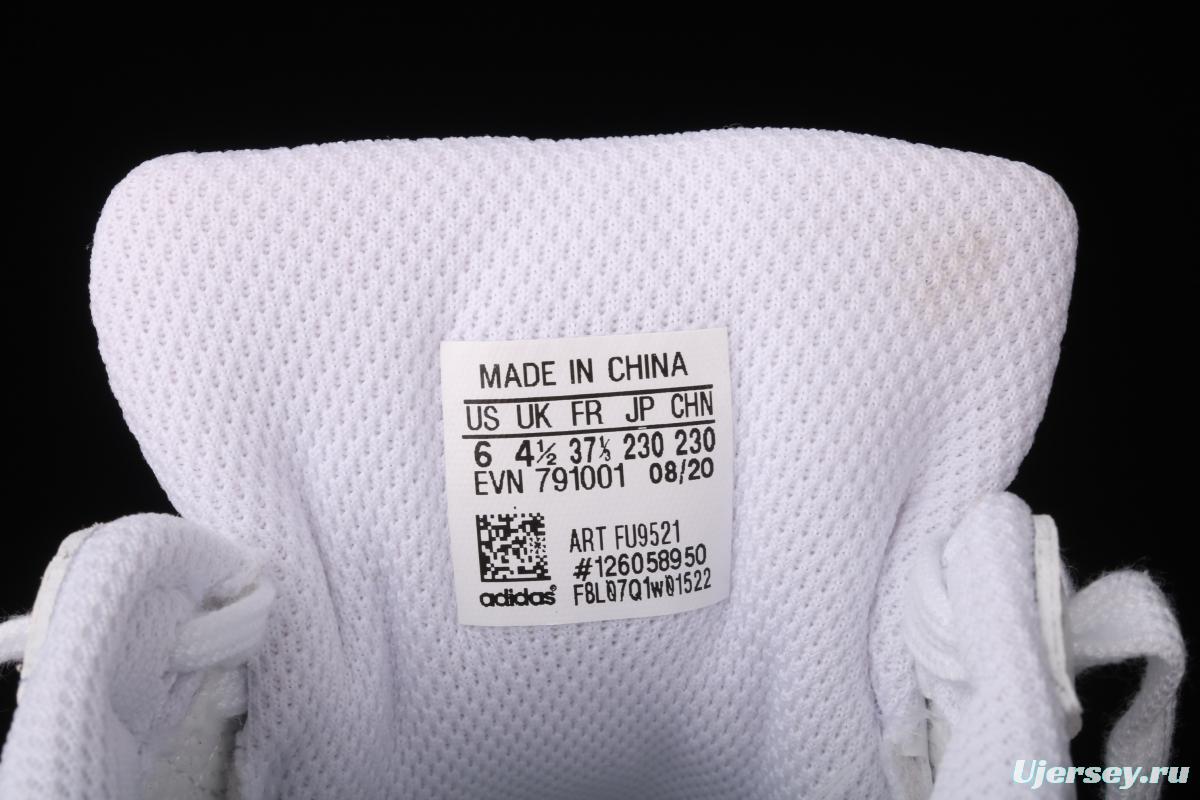 MADE IN CHINA
US UK FR JP CHN
6 4½ 37⅓ 230 230
EVN 791001 08/20
ART FU9521
#126058950
adidas® F8L07Q1w01522
Ujersey.ru